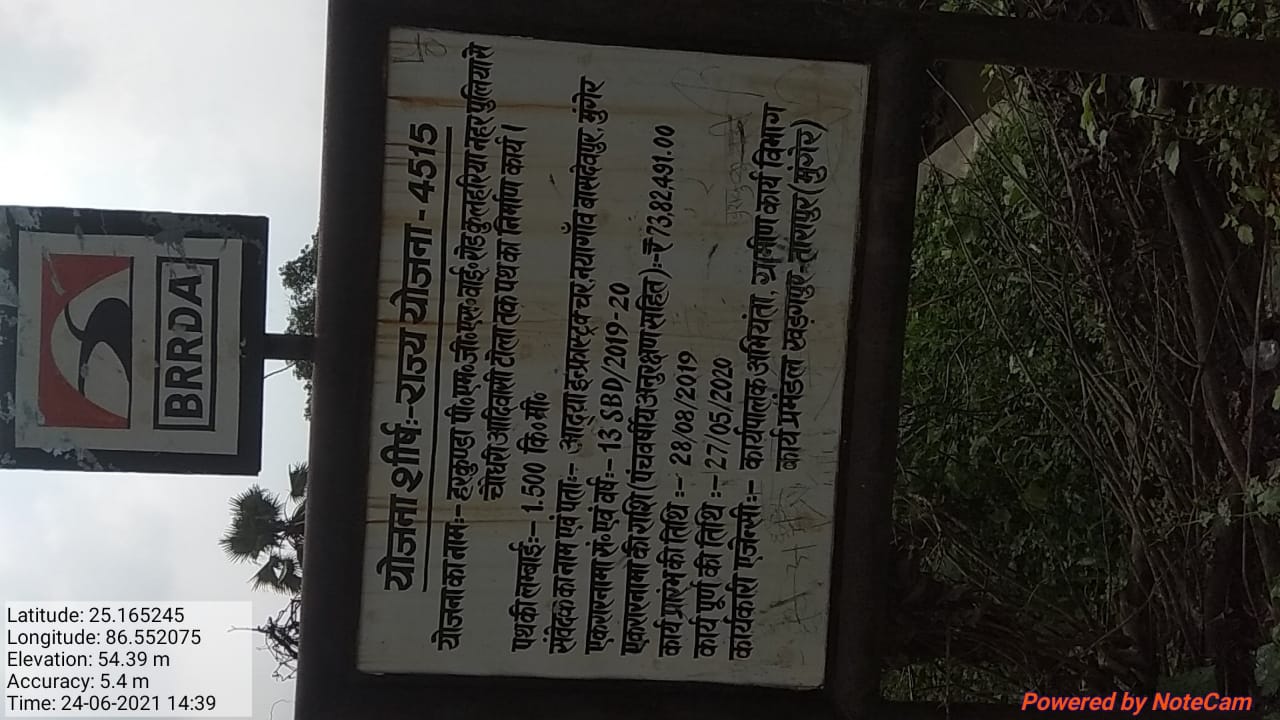 BRRDA
योजना शीर्ष:-राज्य योजना-4515
योजना का नाम:- हरकुण्डा पी०एम०जी०एस०वाई० रोड कुलहरिया नहर पुलिया से
चौधरी आदिवासी टोला तक पथ का निर्माण कार्य।
पथ की लम्बाई:- 1.500 कि०मी०
संवेदक का नाम एवं पता:- आद्या इन्फ्रास्ट्रक्चर, नयागाँव वासदेवपुर, मुंगेर
एकरारनामा सं० एवं वर्ष:- 13 SBD/2019-20
एकरारनामा की राशि (पंचवर्षीय अनुरक्षण सहित):-₹73,82,491.00
कार्य प्रारंभ की तिथि :- 28/08/2019
कार्य पूर्ण की तिथि :-27/05/2020
कार्यकारी एजेन्सी:- कार्यपालक अभियंता, ग्रामीण कार्य विभाग
कार्य प्रमंडल खड़गपुर-तारापुर (मुंगेर)
Latitude: 25.165245
Longitude: 86.552075
Elevation: 54.39 m
Accuracy: 5.4 m
Time: 24-06-2021 14:39
Powered by NoteCam